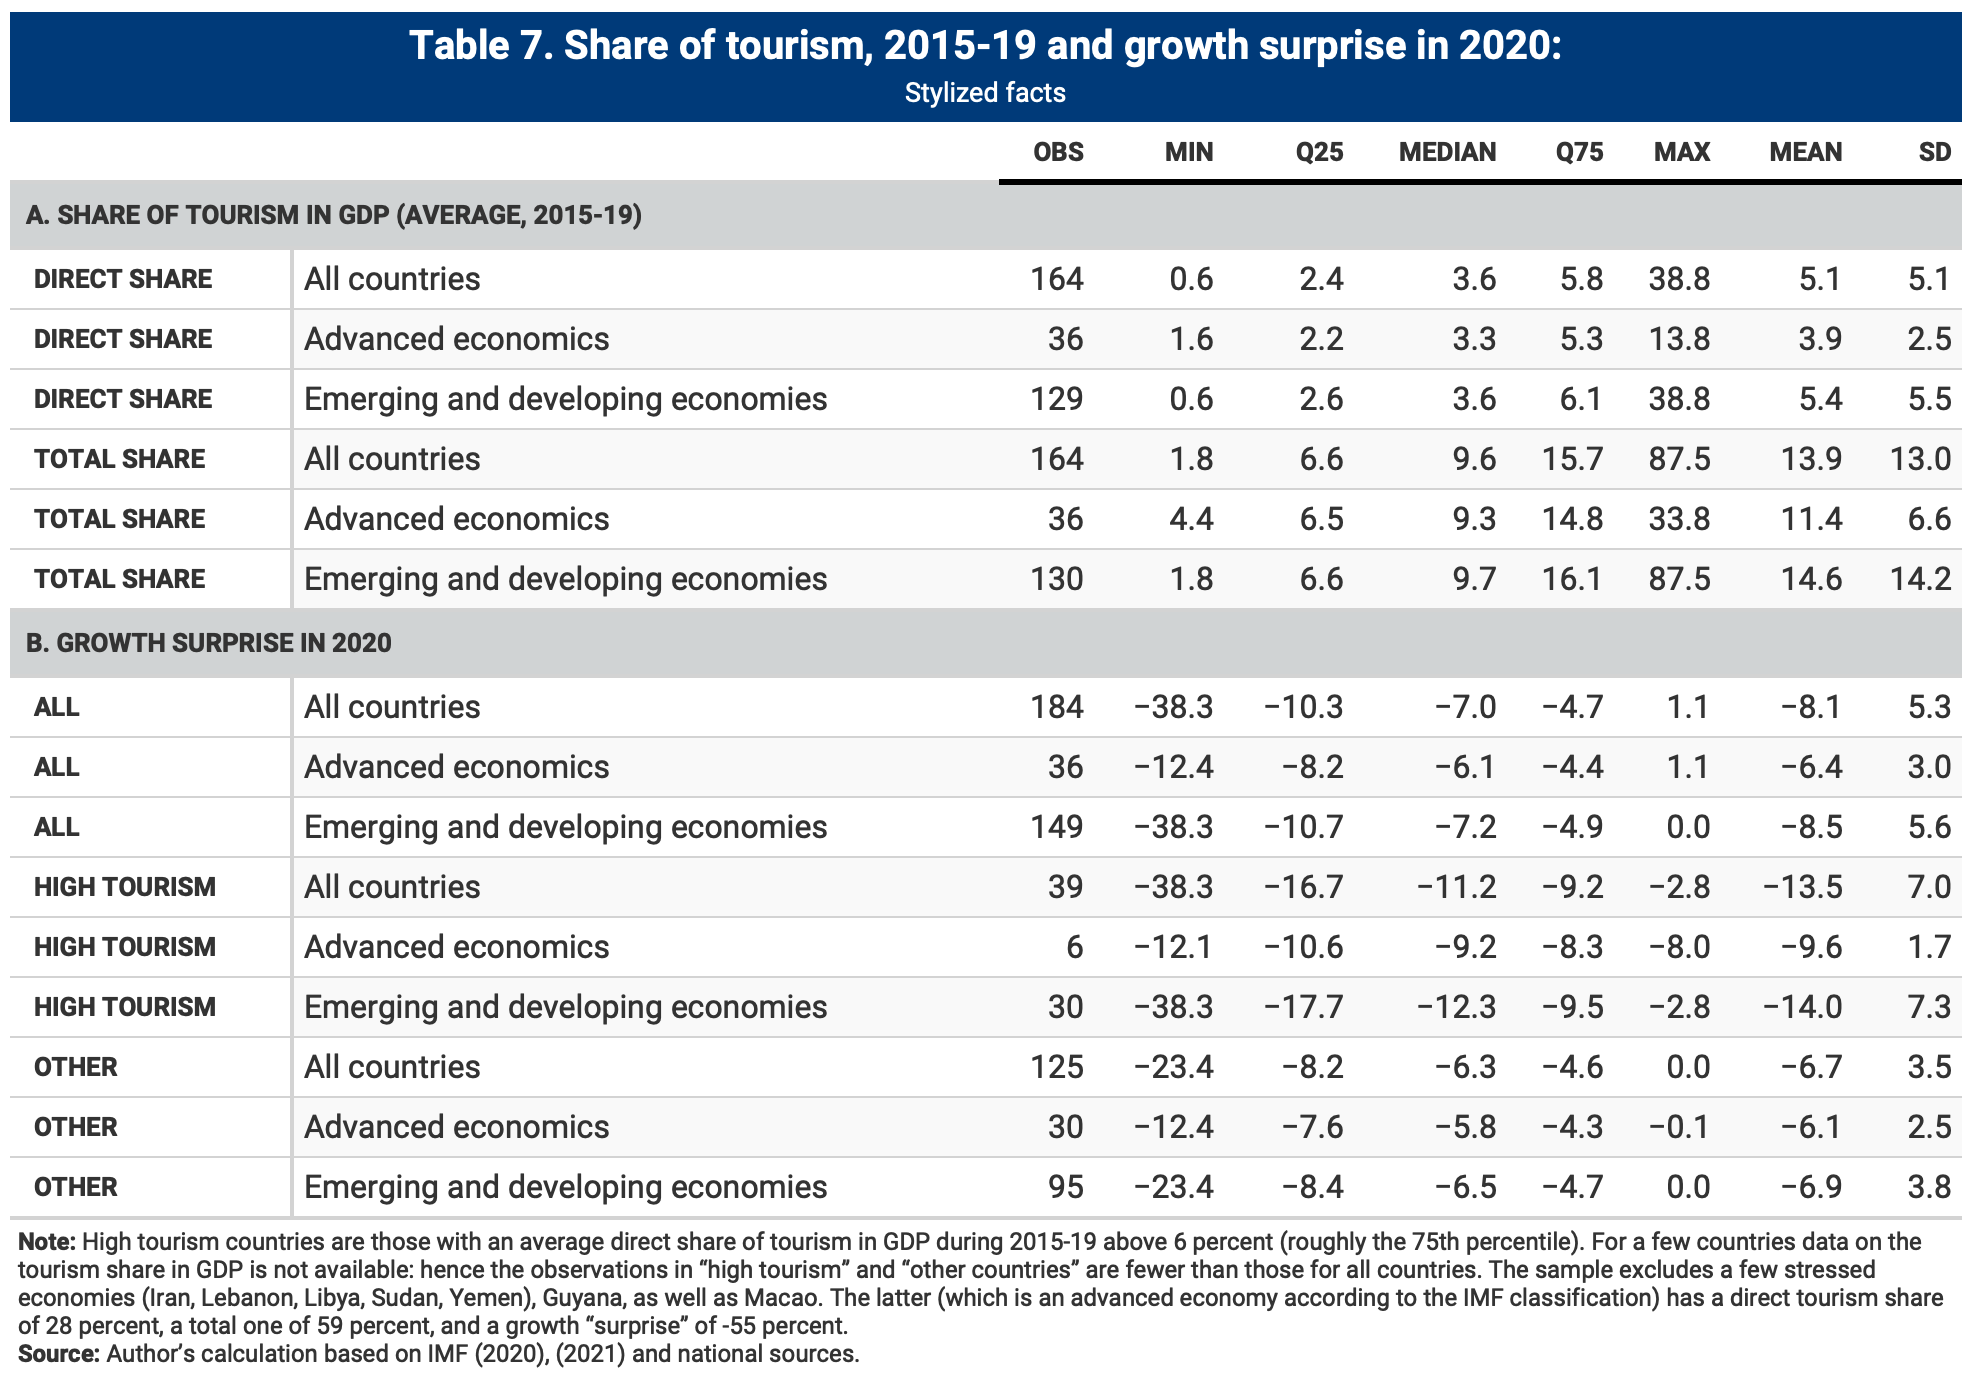 Table 7. Share of tourism, 2015-19 and growth surprise in 2020:
Stylized facts
OBS MIN Q25 MEDIAN Q75 MAX MEAN SD
A. SHARE OF TOURISM IN GDP (AVERAGE, 2015-19)
DIRECT SHARE All countries 164 0.6 2.4 3.6 5.8 38.8 5.1 5.1
DIRECT SHARE Advanced economics 36 1.6 2.2 3.3 5.3 13.8 3.9 2.5
DIRECT SHARE Emerging and developing economies 129 0.6 2.6 3.6 6.1 38.8 5.4 5.5
TOTAL SHARE All countries 164 1.8 6.6 9.6 15.7 87.5 13.9 13.0
TOTAL SHARE Advanced economics 36 4.4 6.5 9.3 14.8 33.8 11.4 6.6
TOTAL SHARE Emerging and developing economies 130 1.8 6.6 9.7 16.1 87.5 14.6 14.2
B. GROWTH SURPRISE IN 2020
ALL All countries 184 −38.3 −10.3 −7.0 −4.7 1.1 −8.1 5.3
ALL Advanced economics 36 −12.4 −8.2 −6.1 −4.4 1.1 −6.4 3.0
ALL Emerging and developing economies 149 −38.3 −10.7 −7.2 −4.9 0.0 −8.5 5.6
HIGH TOURISM All countries 39 −38.3 −16.7 −11.2 −9.2 −2.8 −13.5 7.0
HIGH TOURISM Advanced economics 6 −12.1 −10.6 −9.2 −8.3 −8.0 −9.6 1.7
HIGH TOURISM Emerging and developing economies 30 −38.3 −17.7 −12.3 −9.5 −2.8 −14.0 7.3
OTHER All countries 125 −23.4 −8.2 −6.3 −4.6 0.0 −6.7 3.5
OTHER Advanced economics 30 −12.4 −7.6 −5.8 −4.3 −0.1 −6.1 2.5
OTHER Emerging and developing economies 95 −23.4 −8.4 −6.5 −4.7 0.0 −6.9 3.8
Note: High tourism countries are those with an average direct share of tourism in GDP during 2015-19 above 6 percent (roughly the 75th percentile). For a few countries data on the
tourism share in GDP is not available: hence the observations in “high tourism” and “other countries” are fewer than those for all countries. The sample excludes a few stressed
economies (Iran, Lebanon, Libya, Sudan, Yemen), Guyana, as well as Macao. The latter (which is an advanced economy according to the IMF classification) has a direct tourism share
of 28 percent, a total one of 59 percent, and a growth “surprise” of -55 percent.
Source: Author’s calculation based on IMF (2020), (2021) and national sources.